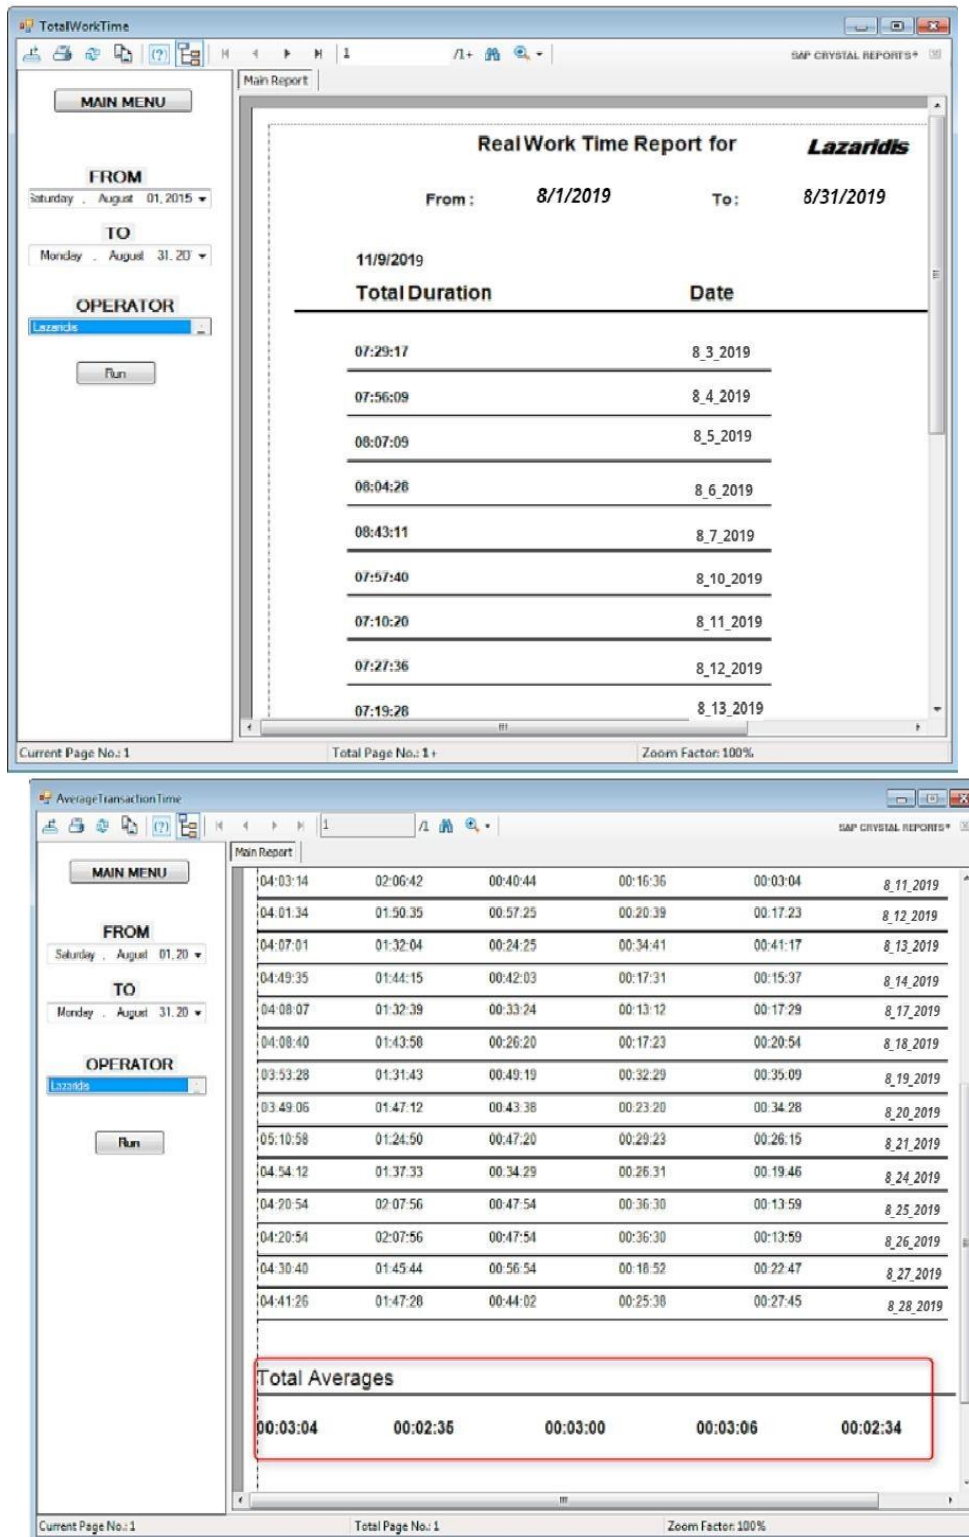 TotalWorkTime
1 /1+ SAP CRYSTAL REPORTS®
Main Report
MAIN MENU
Real Work Time Report for Lazaridis
FROM
Saturday , August 01, 2015
From : 8/1/2019 To : 8/31/2019
TO
Monday , August 31, 20
11/9/2019
Total Duration Date
OPERATOR
Lazaridis
Run
07:29:17 8_3_2019
07:56:09 8_4_2019
08:07:09 8_5_2019
08:04:28 8_6_2019
08:43:11 8_7_2019
07:57:40 8_10_2019
07:10:20 8_11_2019
07:27:36 8_12_2019
07:19:28 8_13_2019
Current Page No.: 1 Total Page No.: 1+ Zoom Factor: 100%
AverageTransactionTime
1 /1 SAP CRYSTAL REPORTS®
Main Report
MAIN MENU
FROM
Saturday , August 01, 20
TO
Monday , August 31, 20
OPERATOR
Lazaridis
Run
04:03:14 02:06:42 00:40:44 00:16:36 00:03:04 8_11_2019
04:01:34 01:50:35 00:57:25 00:20:39 00:17:23 8_12_2019
04:07:01 01:32:04 00:24:25 00:34:41 00:41:17 8_13_2019
04:49:35 01:44:15 00:42:03 00:17:31 00:15:37 8_14_2019
04:08:07 01:32:39 00:33:24 00:13:12 00:17:29 8_17_2019
04:08:40 01:43:58 00:26:20 00:17:23 00:20:54 8_18_2019
03:53:28 01:31:43 00:49:19 00:32:29 00:35:09 8_19_2019
03:49:06 01:47:12 00:43:38 00:23:20 00:34:28 8_20_2019
05:10:58 01:24:50 00:47:20 00:29:23 00:26:15 8_21_2019
04:54:12 01:37:33 00:34:29 00:26:31 00:19:46 8_24_2019
04:20:54 02:07:56 00:47:54 00:36:30 00:13:59 8_25_2019
04:20:54 02:07:56 00:47:54 00:36:30 00:13:59 8_26_2019
04:30:40 01:45:44 00:56:54 00:18:52 00:22:47 8_27_2019
04:41:26 01:47:28 00:44:02 00:25:38 00:27:45 8_28_2019
Total Averages
00:03:04 00:02:35 00:03:00 00:03:06 00:02:34
Current Page No.: 1 Total Page No.: 1 Zoom Factor: 100%